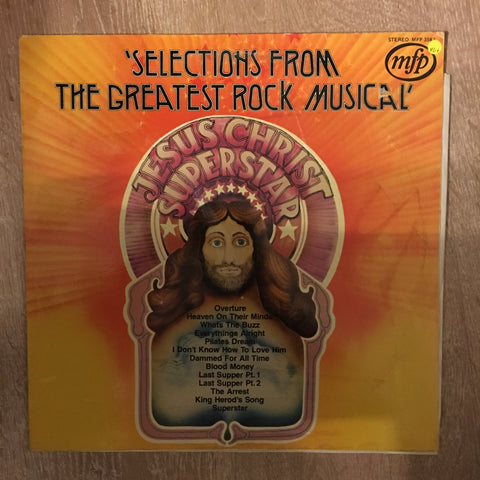 STEREO MFP
mfp
'SELECTIONS FROM
THE GREATEST ROCK MUSICAL'
JESUS CHRIST
SUPERSTAR
Overture
Heaven On Their Minds
Whats The Buzz
Everythings Alright
Pilates Dream
I Don't Know How To Love Him
Dammed For All Time
Blood Money
Last Supper Pt. 1
Last Supper Pt. 2
The Arrest
King Herod's Song
Superstar